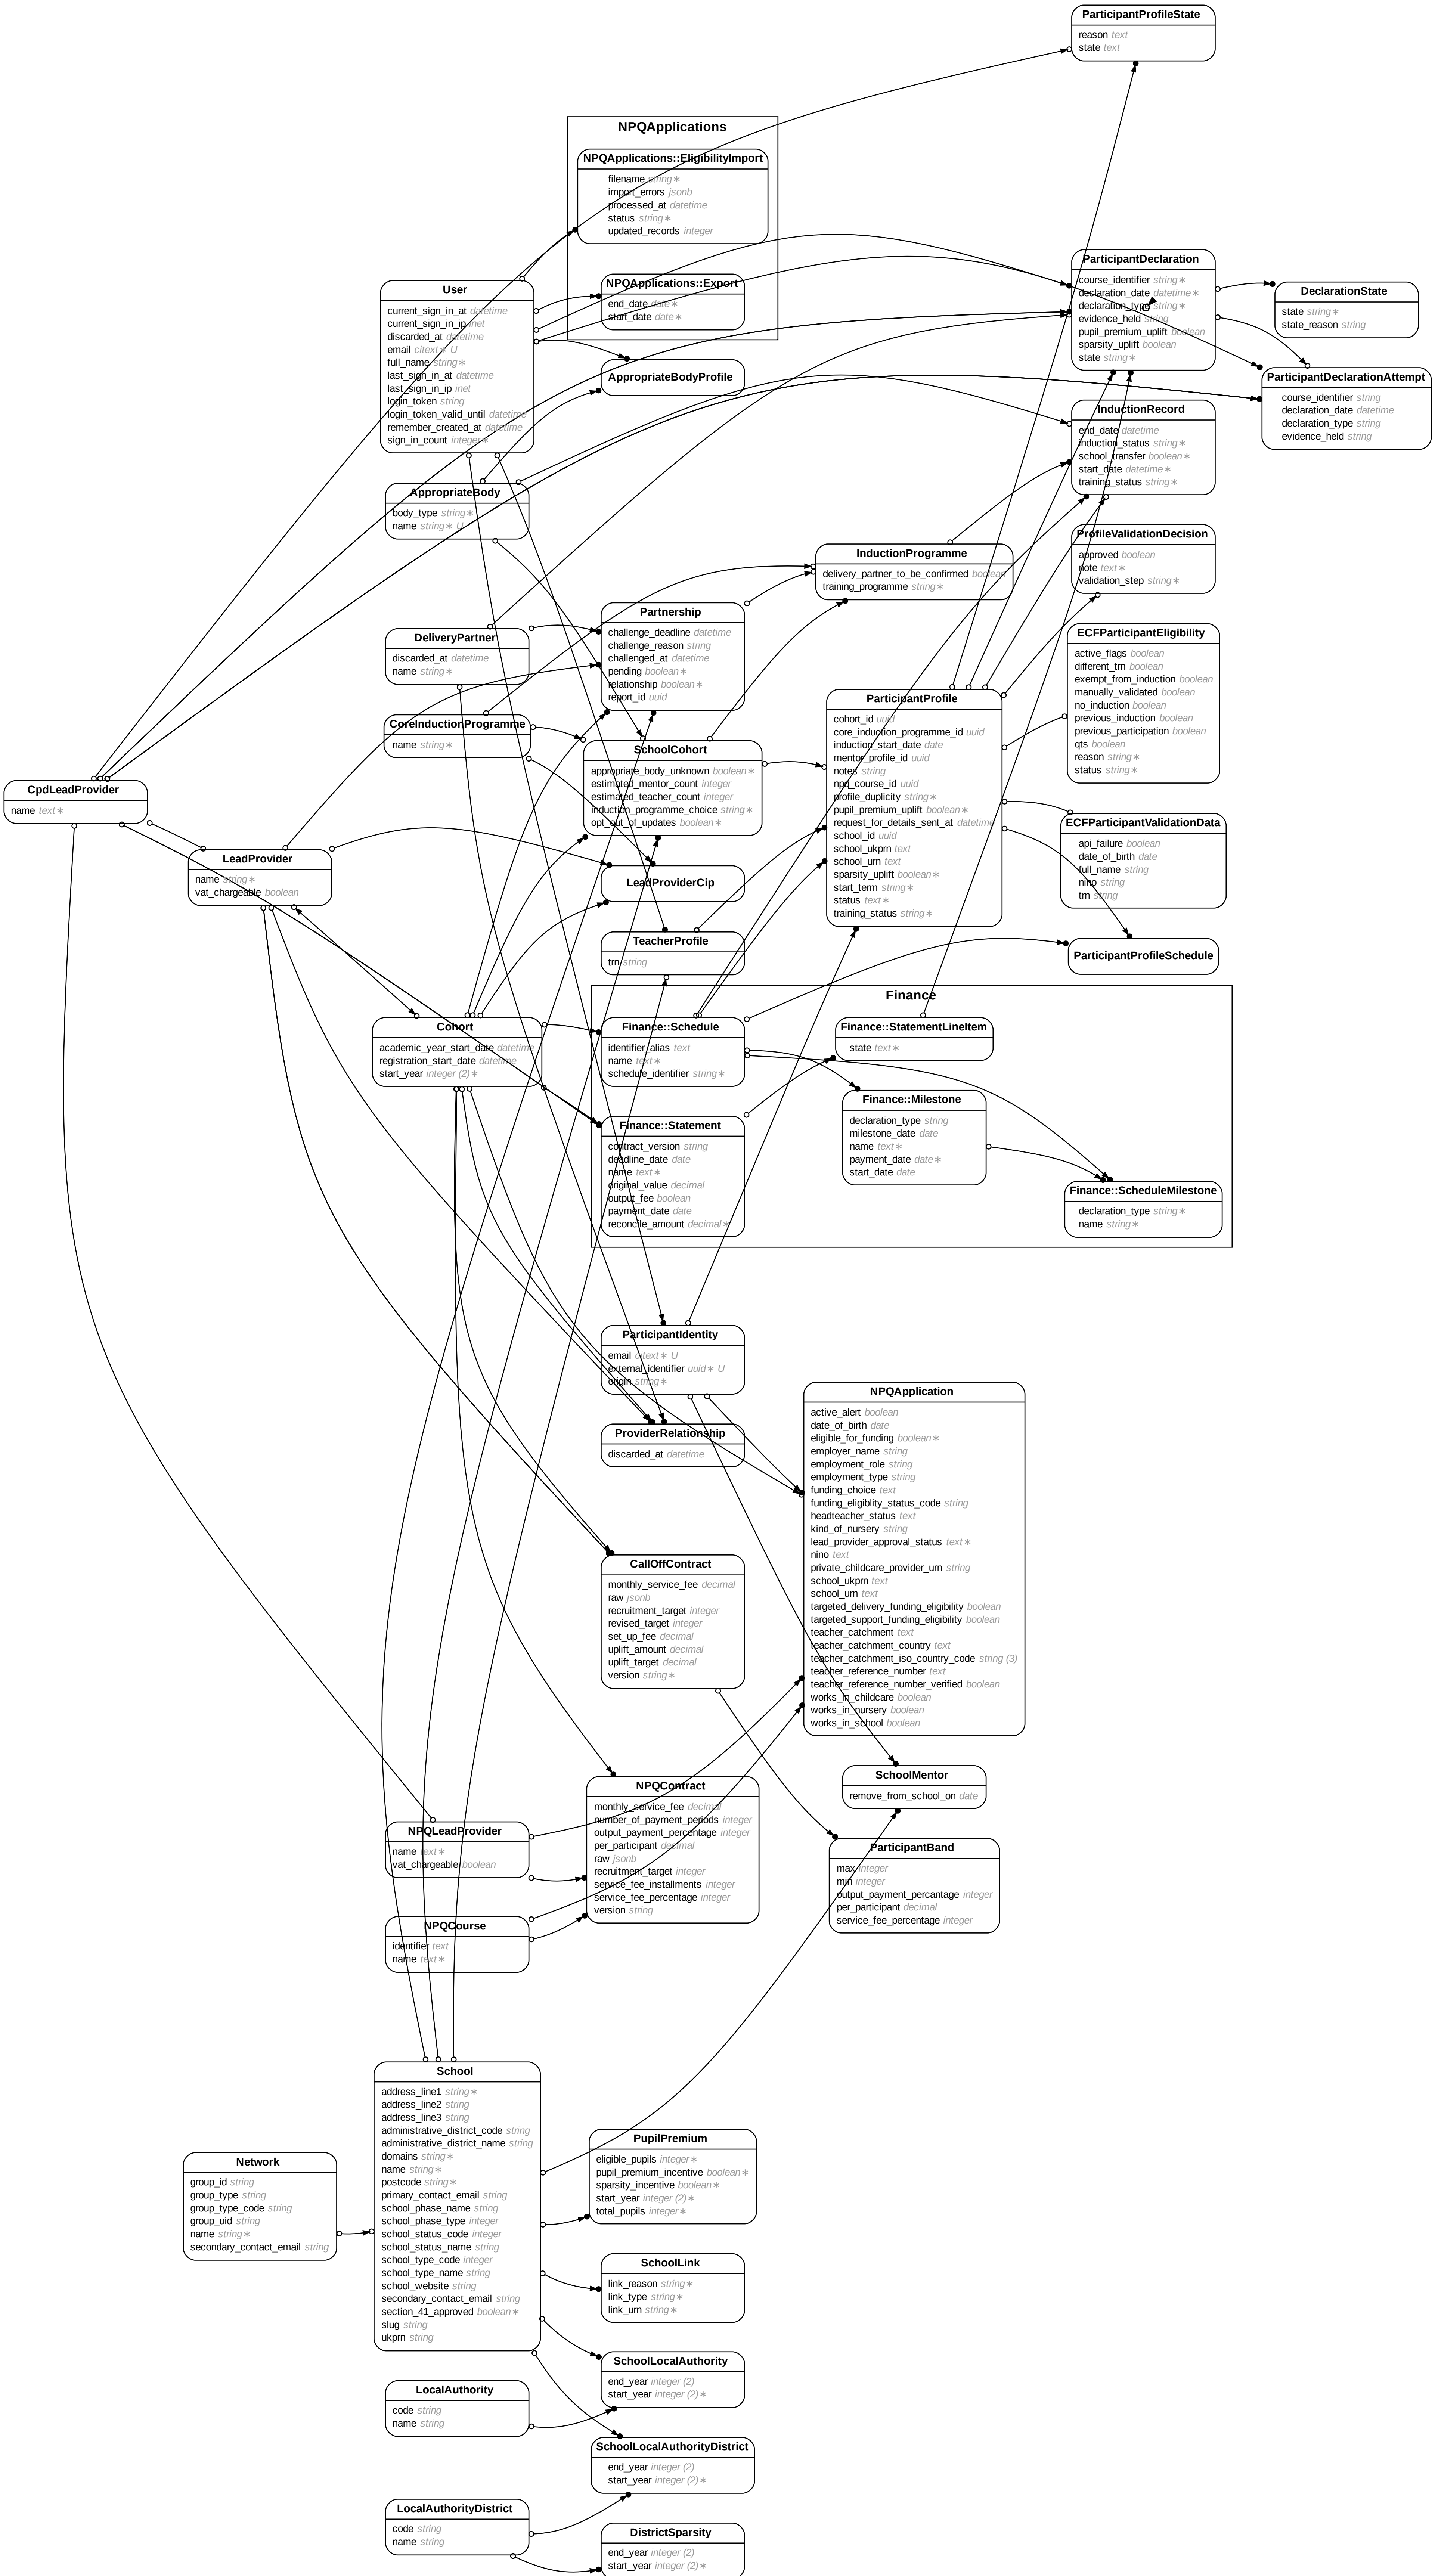 ParticipantProfileState
reason text
state text
NPQApplications
NPQApplications::EligibilityImport
filename string∗
import_errors jsonb
processed_at datetime
status string∗
updated_records integer
NPQApplications::Export
end_date date∗
start_date date∗
User
current_sign_in_at datetime
current_sign_in_ip inet
discarded_at datetime
email citext∗ U
full_name string∗
last_sign_in_at datetime
last_sign_in_ip inet
login_token string
login_token_valid_until datetime
remember_created_at datetime
sign_in_count integer∗
ParticipantDeclaration
course_identifier string∗
declaration_date datetime∗
declaration_type string∗
evidence_held string
pupil_premium_uplift boolean
sparsity_uplift boolean
state string∗
DeclarationState
state string∗
state_reason string
AppropriateBodyProfile
ParticipantDeclarationAttempt
course_identifier string
declaration_date datetime
declaration_type string
evidence_held string
InductionRecord
end_date datetime
induction_status string∗
school_transfer boolean∗
start_date datetime∗
training_status string∗
AppropriateBody
body_type string∗
name string∗ U
ProfileValidationDecision
approved boolean
note text∗
validation_step string∗
InductionProgramme
delivery_partner_to_be_confirmed boolean
training_programme string∗
Partnership
challenge_deadline datetime
challenge_reason string
challenged_at datetime
pending boolean∗
relationship boolean∗
report_id uuid
DeliveryPartner
discarded_at datetime
name string∗
ECFParticipantEligibility
active_flags boolean
different_trn boolean
exempt_from_induction boolean
manually_validated boolean
no_induction boolean
previous_induction boolean
previous_participation boolean
qts boolean
reason string∗
status string∗
ParticipantProfile
cohort_id uuid
core_induction_programme_id uuid
induction_start_date date
mentor_profile_id uuid
notes string
npq_course_id uuid
profile_duplicity string∗
pupil_premium_uplift boolean∗
request_for_details_sent_at datetime
school_id uuid
school_ukprn text
school_urn text
sparsity_uplift boolean∗
start_term string∗
status text∗
training_status string∗
CoreInductionProgramme
name string∗
SchoolCohort
appropriate_body_unknown boolean∗
estimated_mentor_count integer
estimated_teacher_count integer
induction_programme_choice string∗
opt_out_of_updates boolean∗
CpdLeadProvider
name text∗
ECFParticipantValidationData
api_failure boolean
date_of_birth date
full_name string
nino string
trn string
LeadProvider
name string∗
vat_chargeable boolean
LeadProviderCip
TeacherProfile
trn string
ParticipantProfileSchedule
Finance
Cohort
academic_year_start_date datetime
registration_start_date datetime
start_year integer (2)∗
Finance::Schedule
identifier_alias text
name text∗
schedule_identifier string∗
Finance::StatementLineItem
state text∗
Finance::Milestone
declaration_type string
milestone_date date
name text∗
payment_date date∗
start_date date
Finance::Statement
contract_version string
deadline_date date
name text∗
original_value decimal
output_fee boolean
payment_date date
reconcile_amount decimal∗
Finance::ScheduleMilestone
declaration_type string∗
name string∗
ParticipantIdentity
email citext∗ U
external_identifier uuid∗ U
origin string∗
ProviderRelationship
discarded_at datetime
NPQApplication
active_alert boolean
date_of_birth date
eligible_for_funding boolean∗
employer_name string
employment_role string
employment_type string
funding_choice text
funding_eligiblity_status_code string
headteacher_status text
kind_of_nursery string
lead_provider_approval_status text∗
nino text
private_childcare_provider_urn string
school_ukprn text
school_urn text
targeted_delivery_funding_eligibility boolean
targeted_support_funding_eligibility boolean
teacher_catchment text
teacher_catchment_country text
teacher_catchment_iso_country_code string (3)
teacher_reference_number text
teacher_reference_number_verified boolean
works_in_childcare boolean
works_in_nursery boolean
works_in_school boolean
CallOffContract
monthly_service_fee decimal
raw jsonb
recruitment_target integer
revised_target integer
set_up_fee decimal
uplift_amount decimal
uplift_target decimal
version string∗
SchoolMentor
remove_from_school_on date
NPQContract
monthly_service_fee decimal
number_of_payment_periods integer
output_payment_percentage integer
per_participant decimal
raw jsonb
recruitment_target integer
service_fee_installments integer
service_fee_percentage integer
version string
NPQLeadProvider
name text∗
vat_chargeable boolean
ParticipantBand
max integer
min integer
output_payment_percantage integer
per_participant decimal
service_fee_percentage integer
NPQCourse
identifier text
name text∗
School
address_line1 string∗
address_line2 string
address_line3 string
administrative_district_code string
administrative_district_name string
domains string∗
name string∗
postcode string∗
primary_contact_email string
school_phase_name string
school_phase_type integer
school_status_code integer
school_status_name string
school_type_code integer
school_type_name string
school_website string
secondary_contact_email string
section_41_approved boolean∗
slug string
ukprn string
Network
group_id string
group_type string
group_type_code string
group_uid string
name string∗
secondary_contact_email string
PupilPremium
eligible_pupils integer∗
pupil_premium_incentive boolean∗
sparsity_incentive boolean∗
start_year integer (2)∗
total_pupils integer∗
SchoolLink
link_reason string∗
link_type string∗
link_urn string∗
SchoolLocalAuthority
end_year integer (2)
start_year integer (2)∗
LocalAuthority
code string
name string
SchoolLocalAuthorityDistrict
end_year integer (2)
start_year integer (2)∗
LocalAuthorityDistrict
code string
name string
DistrictSparsity
end_year integer (2)
start_year integer (2)∗